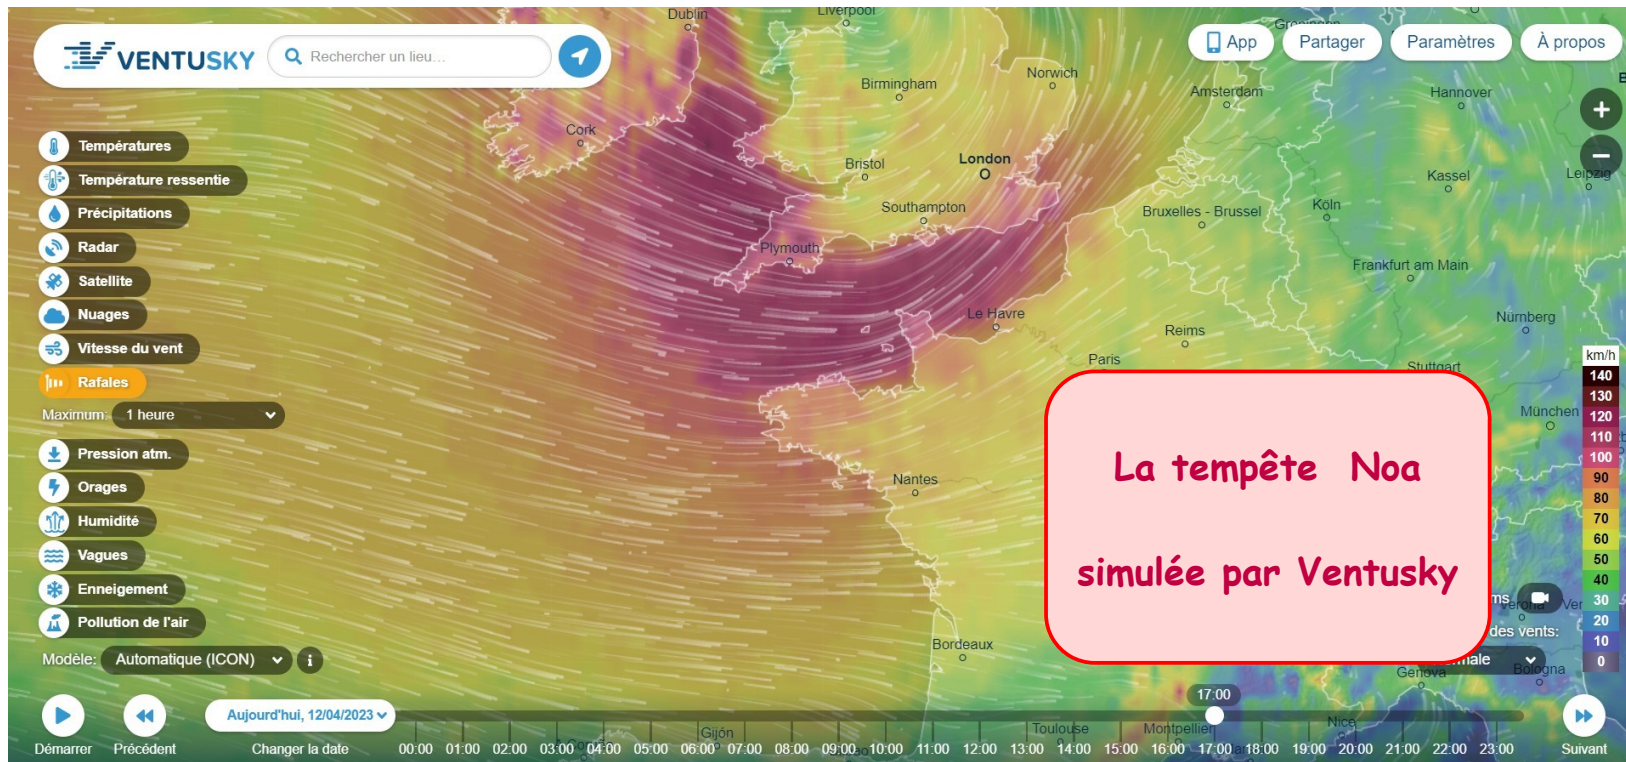 Dublin
Liverpool
VENTUSKY
Rechercher un lieu...
App
Partager
Paramètres
À propos
Birmingham
Norwich
Amsterdam
Hannover
Cork
Bristol
London
Kassel
Leipzig
Southampton
Bruxelles - Brussel
Köln
Plymouth
Frankfurt am Main
Le Havre
Reims
Nürnberg
Paris
Stuttgart
München
Nantes
Bordeaux
Températures
Température ressentie
Précipitations
Radar
Satellite
Nuages
Vitesse du vent
Rafales
Maximum: 1 heure
Pression atm.
Orages
Humidité
Vagues
Enneigement
Pollution de l'air
Modèle: Automatique (ICON)
i
La tempête Noa
simulée par Ventusky
km/h
140
130
120
110
100
90
80
70
60
50
40
30
20
10
0
Verona
des vents:
Genova
Bologna
Gijón
Toulouse
Montpellier
Nice
17:00
Démarrer
Précédent
Aujourd'hui, 12/04/2023
Changer la date
00:00 01:00 02:00 03:00 04:00 05:00 06:00 07:00 08:00 09:00 10:00 11:00 12:00 13:00 14:00 15:00 16:00 17:00 18:00 19:00 20:00 21:00 22:00 23:00
Suivant